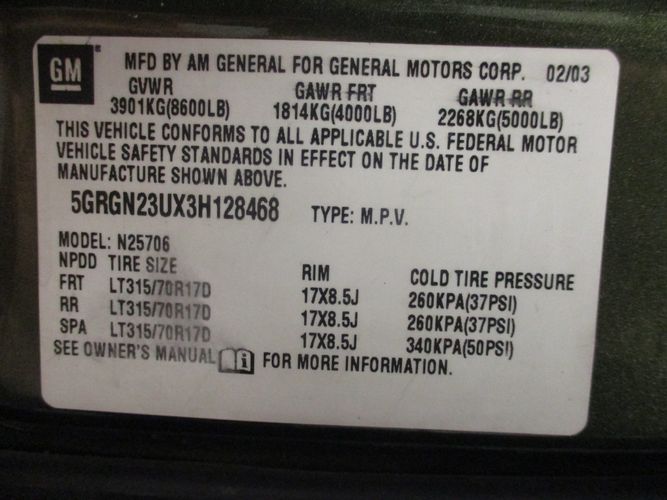 GM
MFD BY AM GENERAL FOR GENERAL MOTORS CORP. 02/03
GVWR GAWR FRT GAWR RR
3901KG(8600LB) 1814KG(4000LB) 2268KG(5000LB)
THIS VEHICLE CONFORMS TO ALL APPLICABLE U.S. FEDERAL MOTOR
VEHICLE SAFETY STANDARDS IN EFFECT ON THE DATE OF
MANUFACTURE SHOWN ABOVE.
5GRGN23UX3H128468 TYPE: M.P.V.
MODEL: N25706
NPDD TIRE SIZE RIM COLD TIRE PRESSURE
FRT LT315/70R17D 17X8.5J 260KPA(37PSI)
RR LT315/70R17D 17X8.5J 260KPA(37PSI)
SPA LT315/70R17D 17X8.5J 340KPA(50PSI)
SEE OWNER'S MANUAL i FOR MORE INFORMATION.